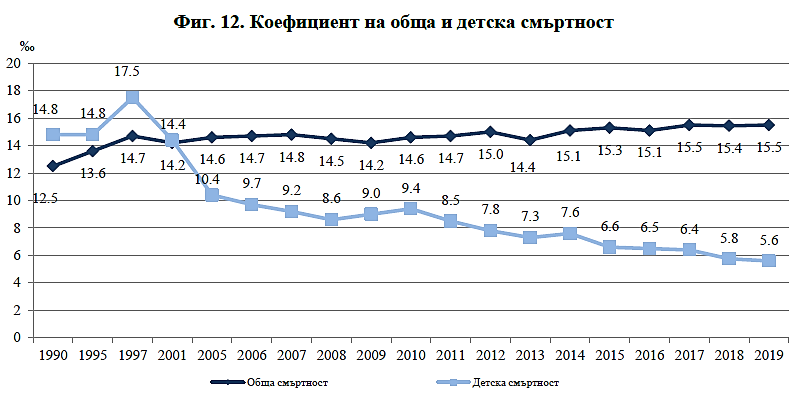 Фиг. 12. Коефициент на обща и детска смъртност
‰
20
18
16
14
12
10
8
6
4
2
0
17.5
14.8 14.8 14.4
14.7 14.2 14.6 14.7 14.8 14.5 14.2 14.6 14.7 15.0 14.4 15.1 15.3 15.1 15.5 15.4 15.5
12.5 13.6
10.4 9.7 9.2 8.6 9.0 9.4 8.5 7.8 7.3 7.6 6.6 6.5 6.4 5.8 5.6
1990 1995 1997 2001 2005 2006 2007 2008 2009 2010 2011 2012 2013 2014 2015 2016 2017 2018 2019
Обща смъртност Детска смъртност